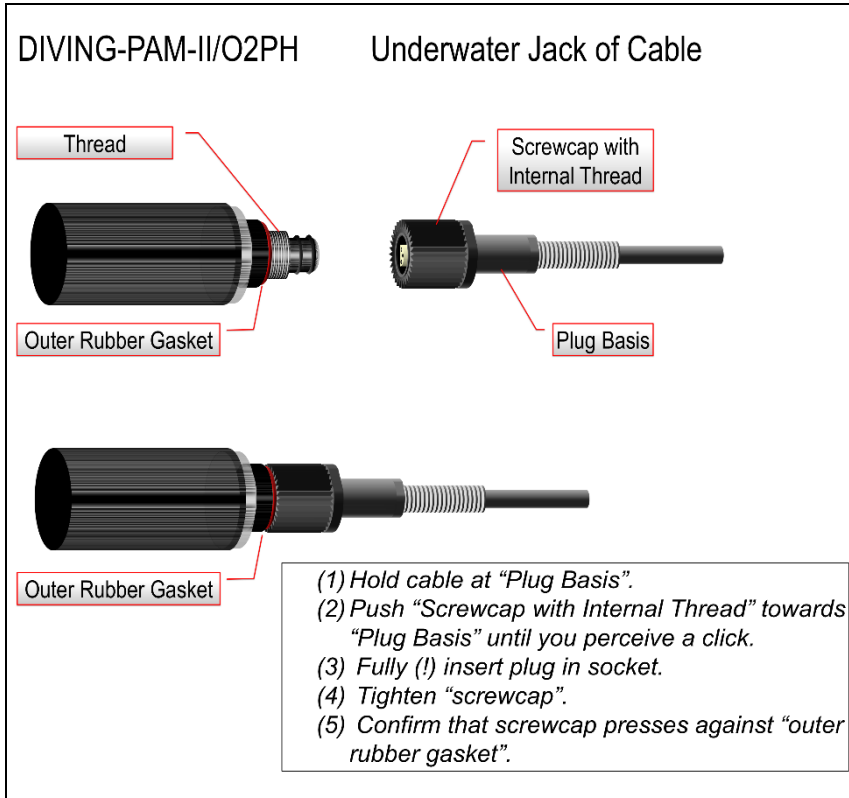 DIVING-PAM-II/O2PH
Underwater Jack of Cable
Thread
Screwcap with
Internal Thread
Outer Rubber Gasket
Plug Basis
Outer Rubber Gasket
(1) Hold cable at “Plug Basis”.
(2) Push “Screwcap with Internal Thread” towards
“Plug Basis” until you perceive a click.
(3) Fully (!) insert plug in socket.
(4) Tighten “screwcap”.
(5) Confirm that screwcap presses against “outer
rubber gasket”.